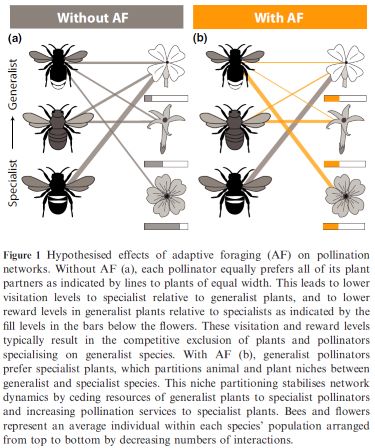 Without AF
With AF
(a)
(b)
Generalist
Specialist
Figure 1 Hypothesised effects of adaptive foraging (AF) on pollination
networks. Without AF (a), each pollinator equally prefers all of its plant
partners as indicated by lines to plants of equal width. This leads to lower
visitation levels to specialist relative to generalist plants, and to lower
reward levels in generalist plants relative to specialists as indicated by the
fill levels in the bars below the flowers. These visitation and reward levels
typically result in the competitive exclusion of plants and pollinators
specialising on generalist species. With AF (b), generalist pollinators
prefer specialist plants, which partitions animal and plant niches between
generalist and specialist species. This niche partitioning stabilises network
dynamics by ceding resources of generalist plants to specialist pollinators
and increasing pollination services to specialist plants. Bees and flowers
represent an average individual within each species' population arranged
from top to bottom by decreasing numbers of interactions.